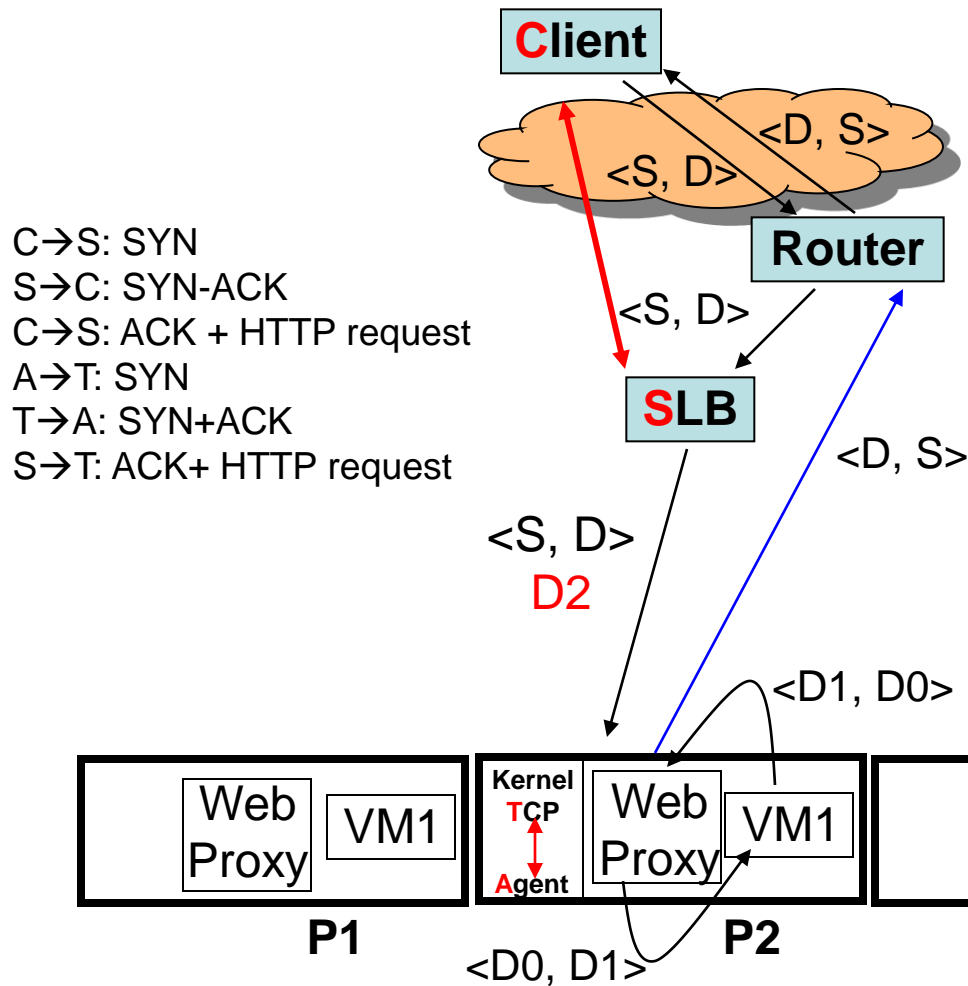 Client
<D, S>
<S, D>
Router
C→S: SYN
S→C: SYN-ACK
C→S: ACK + HTTP request
A→T: SYN
T→A: SYN+ACK
S→T: ACK+ HTTP request
<S, D>
SLB
<D, S>
<S, D>
D2
<D1, D0>
Web
Proxy
VM1
Kernel
TCP
Agent
Web
Proxy
VM1
P1
P2
<D0, D1>